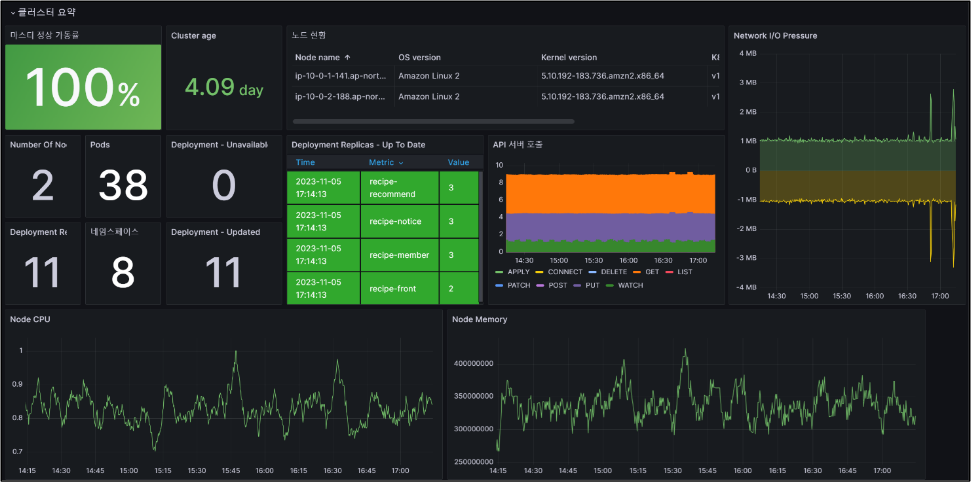 클러스터 요약
마스터 정상 가동률
100%
Cluster age
4.09 day
노드 현황
Node name ↑ OS version Kernel version
ip-10-0-1-141.ap-nort... Amazon Linux 2 5.10.192-183.736.amzn2.x86_64 v1
ip-10-0-2-188.ap-no... Amazon Linux 2 5.10.192-183.736.amzn2.x86_64 v1
Network I/O Pressure
4 MB
3 MB
2 MB
1 MB
0 B
-1 MB
-2 MB
-3 MB
-4 MB
14:30 15:00 15:30 16:00 16:30 17:00
Number Of No
2
Pods
38
Deployment - Unavailabl
0
Deployment Re
11
네임스페이스
8
Deployment - Updated
11
Deployment Replicas - Up To Date
Time Metric Value
2023-11-05 17:14:13 recipe-recommend 3
2023-11-05 17:14:13 recipe-notice 3
2023-11-05 17:14:13 recipe-member 3
2023-11-05 17:14:13 recipe-front 2
API 서버 호출
10
8
6
4
2
0
14:30 15:00 15:30 16:00 16:30 17:00
APPLY CONNECT DELETE GET LIST
PATCH POST PUT WATCH
Node CPU
1
0.9
0.8
0.7
14:15 14:30 14:45 15:00 15:15 15:30 15:45 16:00 16:15 16:30 16:45 17:00
Node Memory
400000000
350000000
300000000
250000000
14:15 14:30 14:45 15:00 15:15 15:30 15:45 16:00 16:15 16:30 16:45 17:00